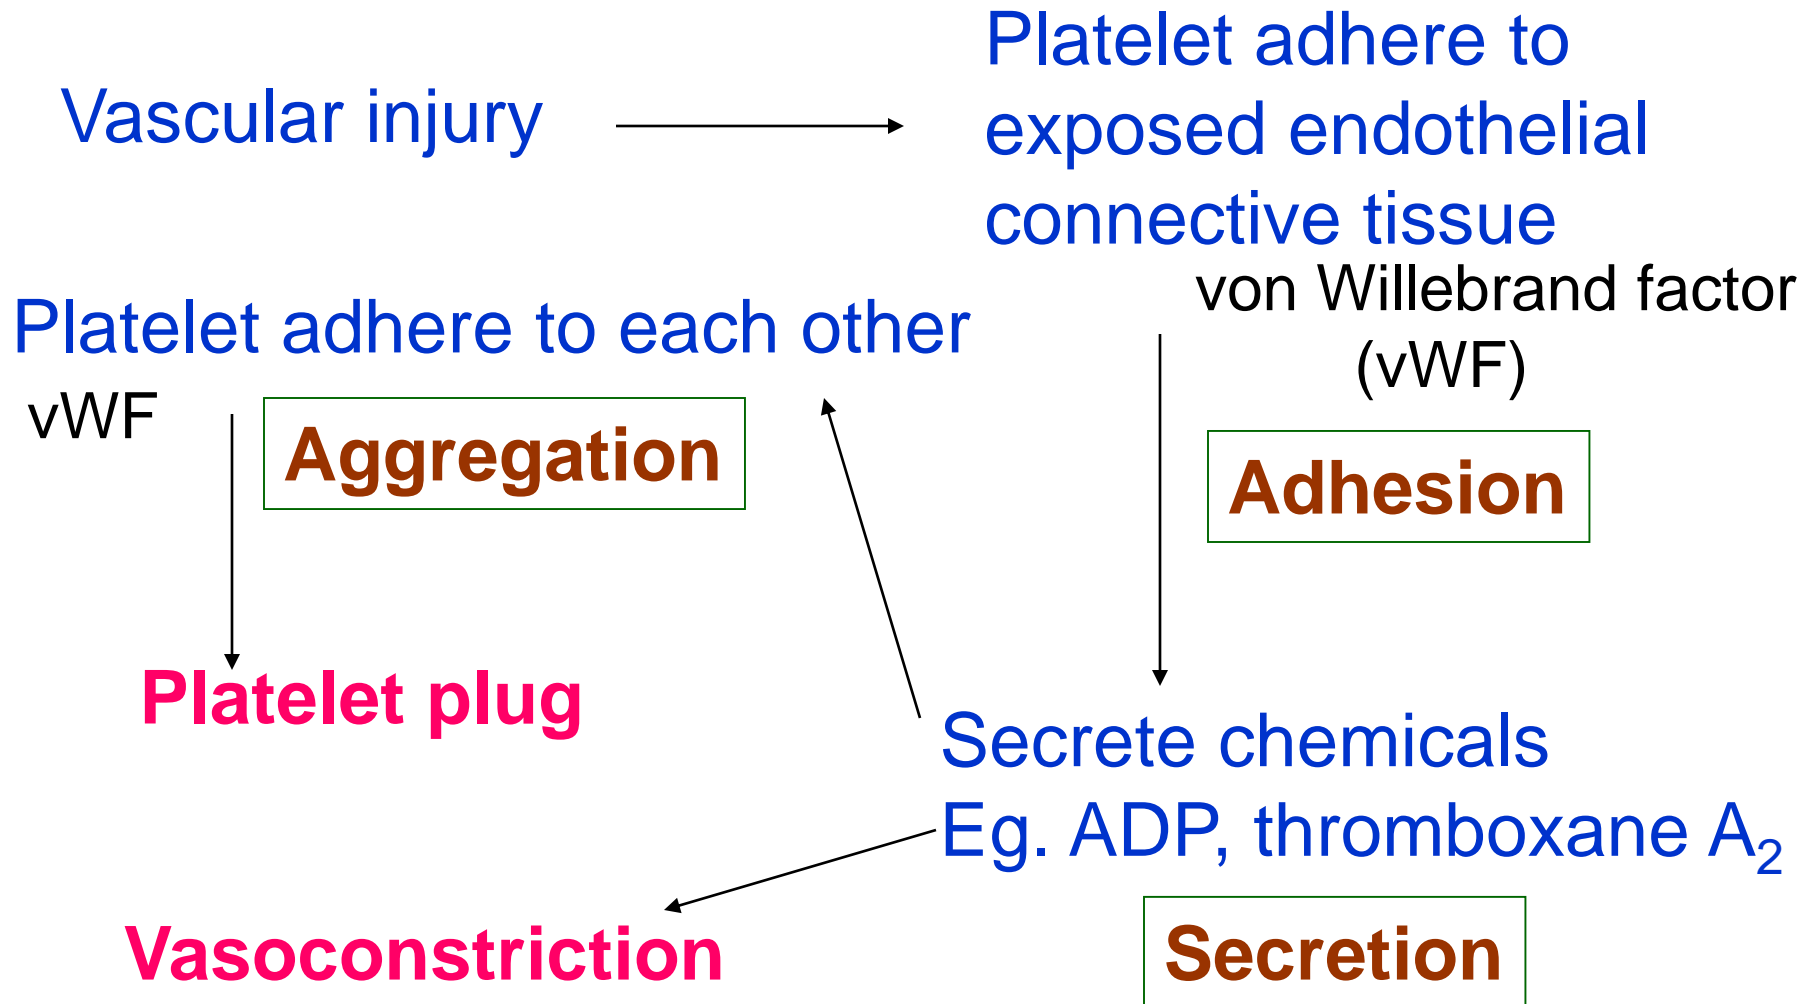 Vascular injury
Platelet adhere to
exposed endothelial
connective tissue
von Willebrand factor
(vWF)
Adhesion
Platelet adhere to each other
vWF
Aggregation
Platelet plug
Secrete chemicals
Eg. ADP, thromboxane A₂
Secretion
Vasoconstriction